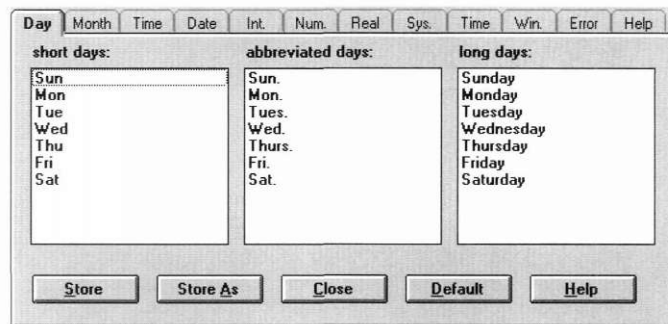 Day Month Time Date Int. Num. Real Sys. Time Win. Error Help
short days: abbreviated days: long days:
Sun Sun. Sunday
Mon Mon. Monday
Tue Tues. Tuesday
Wed Wed. Wednesday
Thu Thurs. Thursday
Fri Fri. Friday
Sat Sat. Saturday
Store Store As Close Default Help